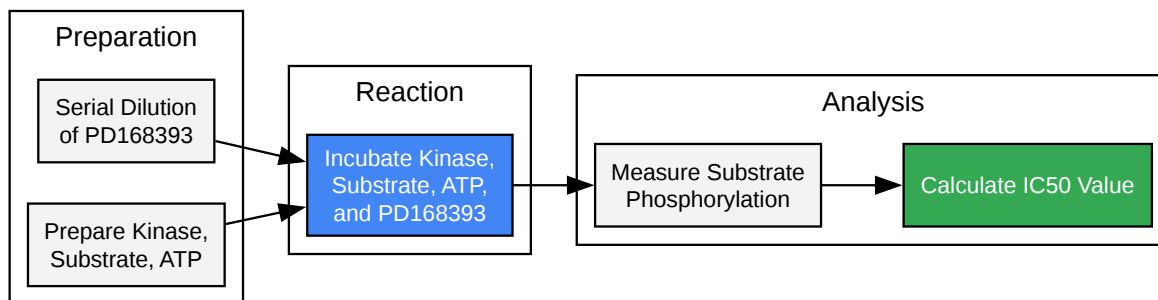 Preparation
Serial Dilution
of PD168393
Prepare Kinase,
Substrate, ATP
Reaction
Incubate Kinase,
Substrate, ATP,
and PD168393
Analysis
Measure Substrate
Phosphorylation
Calculate IC50 Value